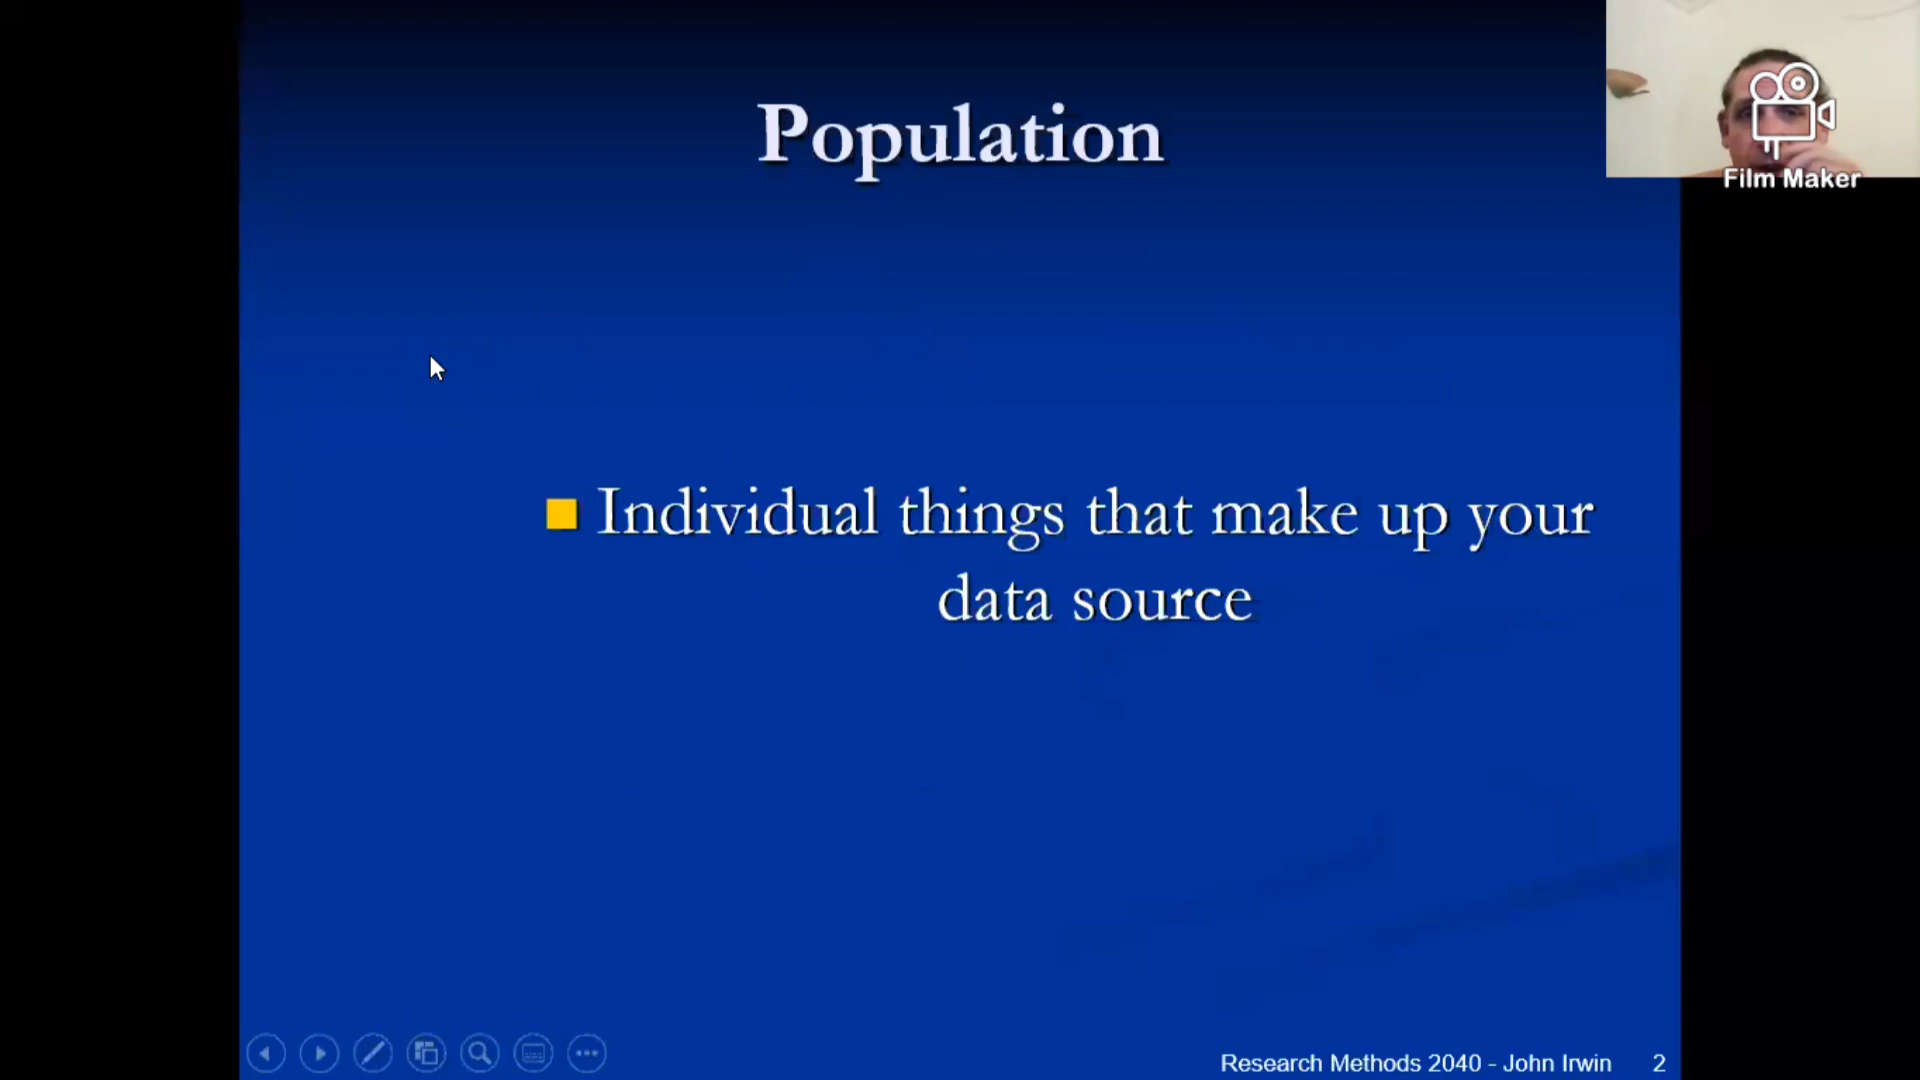 Population
Film Maker
Individual things that make up your
data source
Research Methods 2040 - John Irwin 2